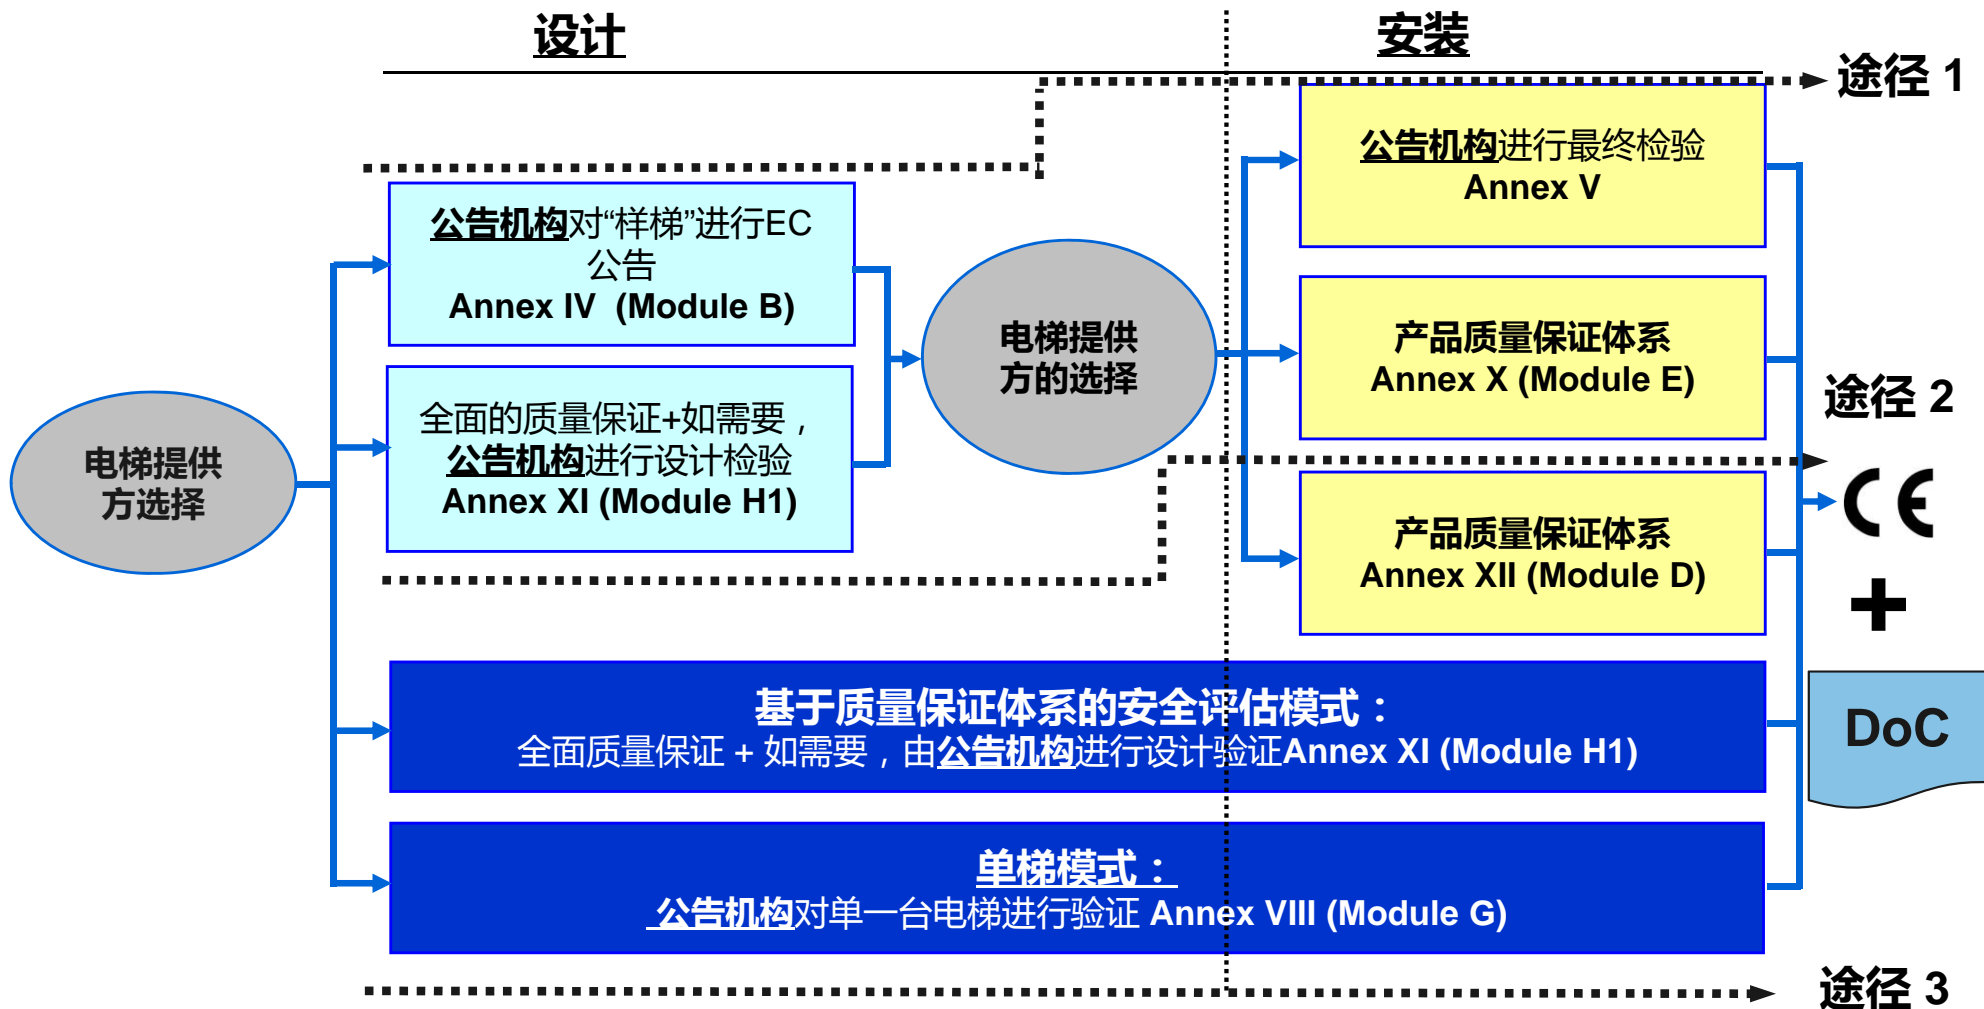 设计
安装
途径 1
公告机构对“样梯”进行EC
公告
Annex IV (Module B)
公告机构进行最终检验
Annex V
电梯提供
方的选择
产品质量保证体系
Annex X (Module E)
途径 2
全面的质量保证+如需要，
公告机构进行设计检验
Annex XI (Module H1)
电梯提供
方选择
CE
产品质量保证体系
Annex XII (Module D)
+
基于质量保证体系的安全评估模式：
全面质量保证 + 如需要，由公告机构进行设计验证Annex XI (Module H1)
DoC
单梯模式：
公告机构对单一台电梯进行验证 Annex VIII (Module G)
途径 3